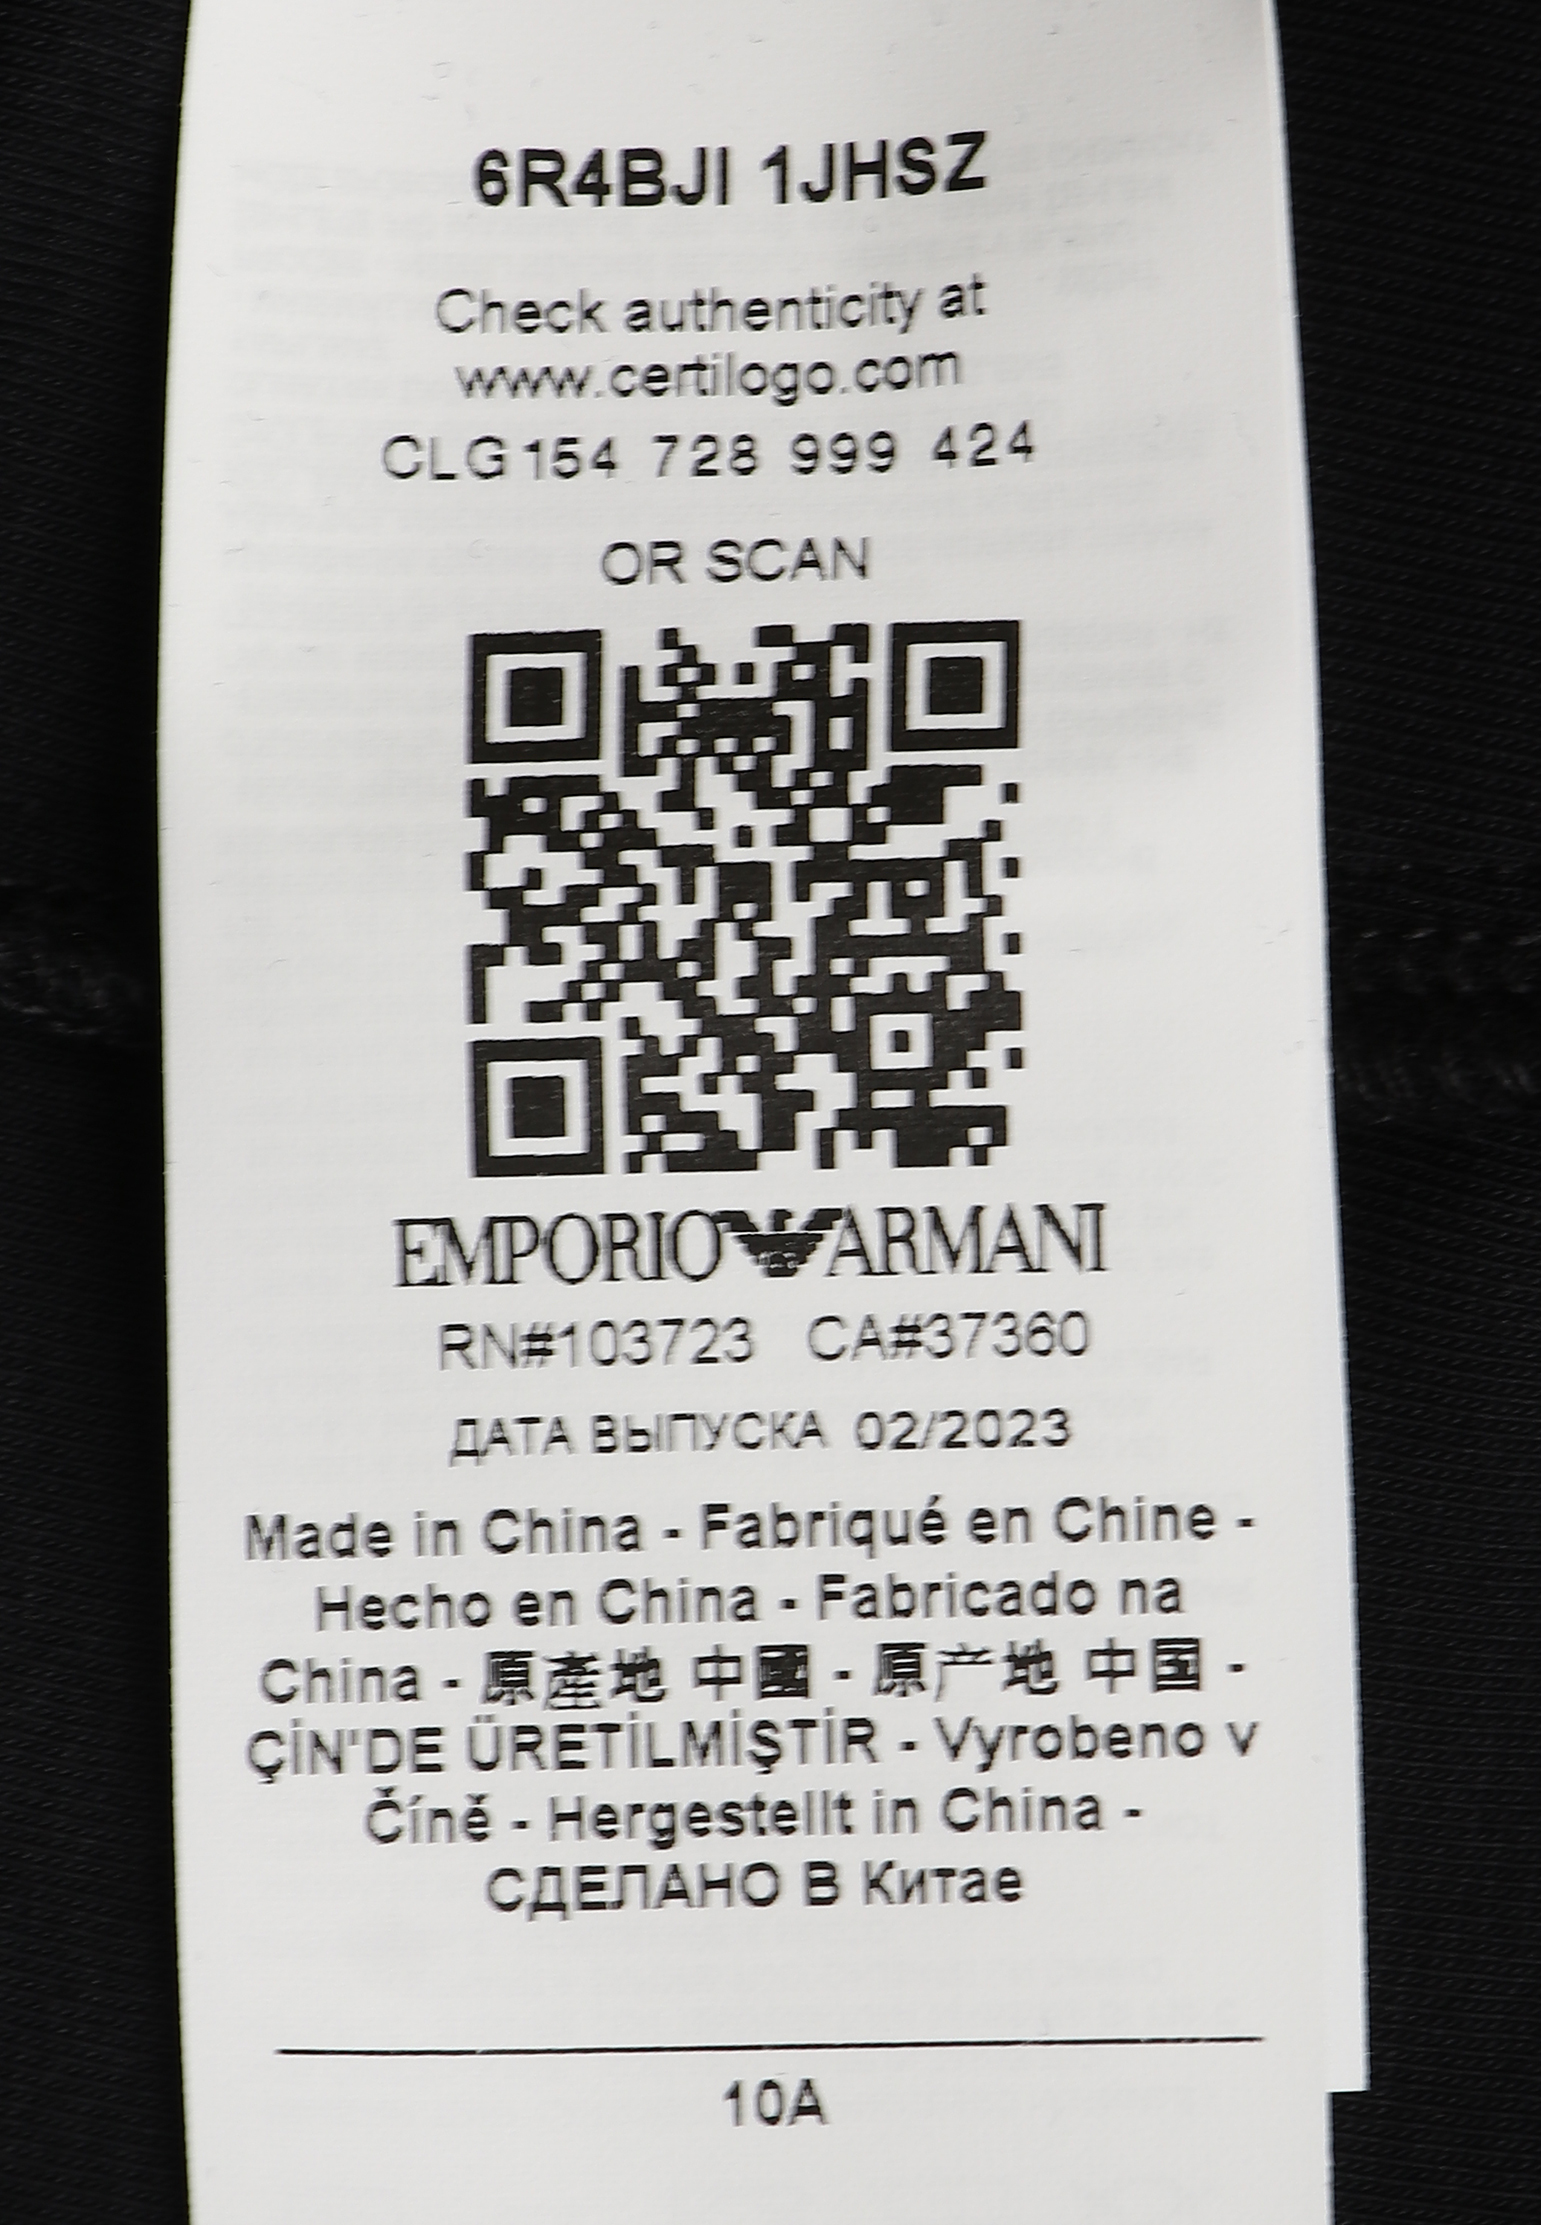 6R4BJI 1JHSZ
Check authenticity at
www.certilogo.com
CLG 154 728 999 424
OR SCAN
EMPORIO ARMANI
RN#103723 CA#37360
ДАТА ВЫПУСКА 02/2023
Made in China - Fabriqué en Chine -
Hecho en China - Fabricado na
China - 原產地 中國 - 原产地 中国 -
ÇİN'DE ÜRETİLMİŞTİR - Vyrobeno v
Číně - Hergestellt in China -
СДЕЛАНО В Китае
10A